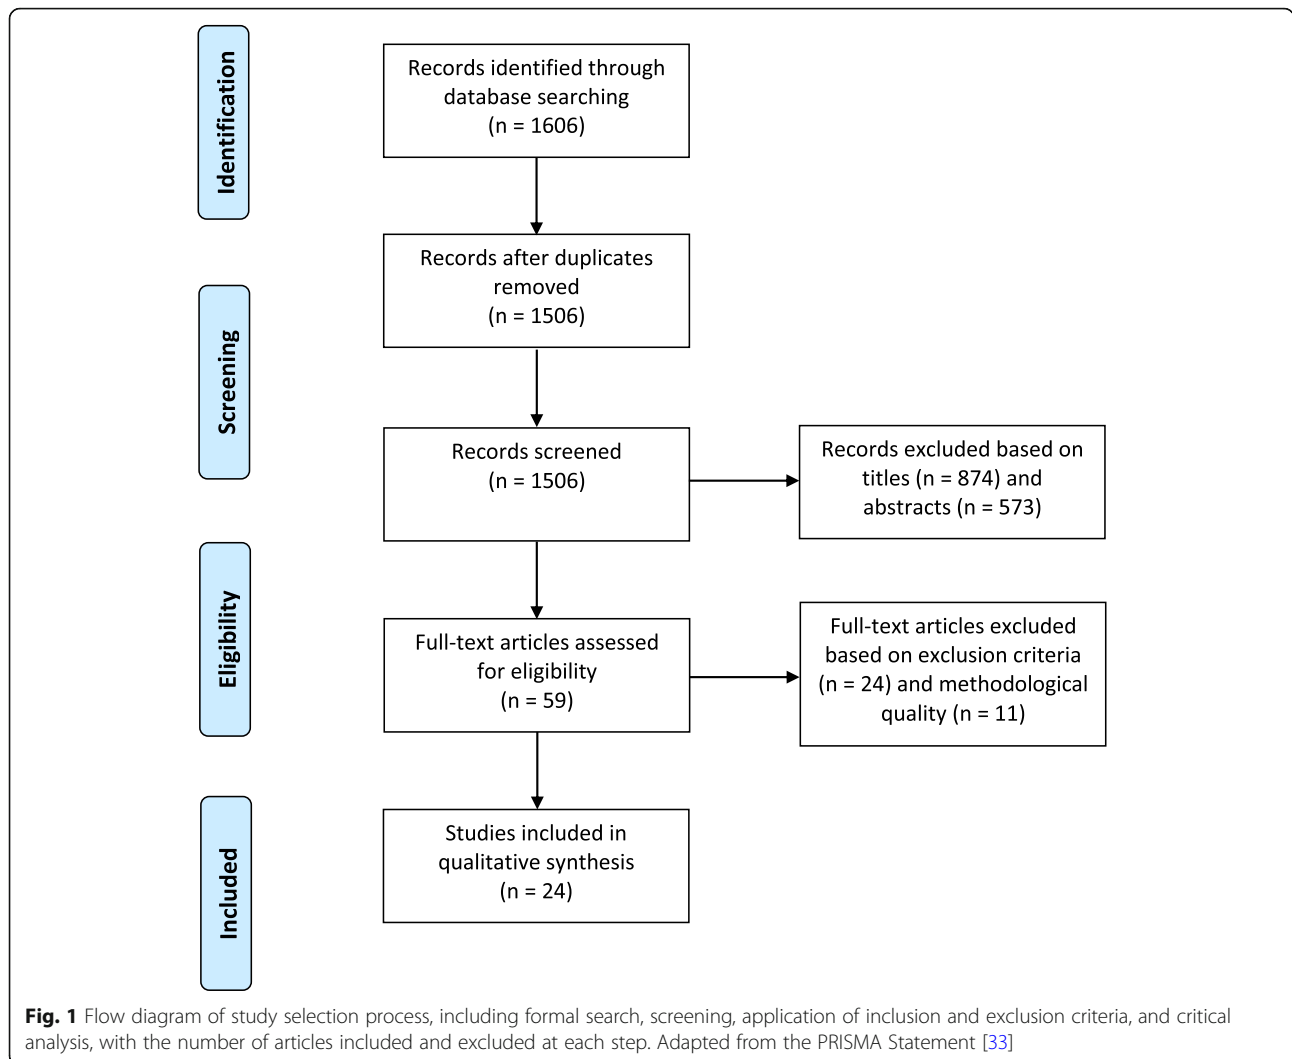 Identification
Records identified through
database searching
(n = 1606)
Records after duplicates
removed
(n = 1506)
Screening
Records screened
(n = 1506)
Records excluded based on
titles (n = 874) and
abstracts (n = 573)
Eligibility
Full-text articles assessed
for eligibility
(n = 59)
Full-text articles excluded
based on exclusion criteria
(n = 24) and methodological
quality (n = 11)
Included
Studies included in
qualitative synthesis
(n = 24)
Fig. 1 Flow diagram of study selection process, including formal search, screening, application of inclusion and exclusion criteria, and critical
analysis, with the number of articles included and excluded at each step. Adapted from the PRISMA Statement [33]